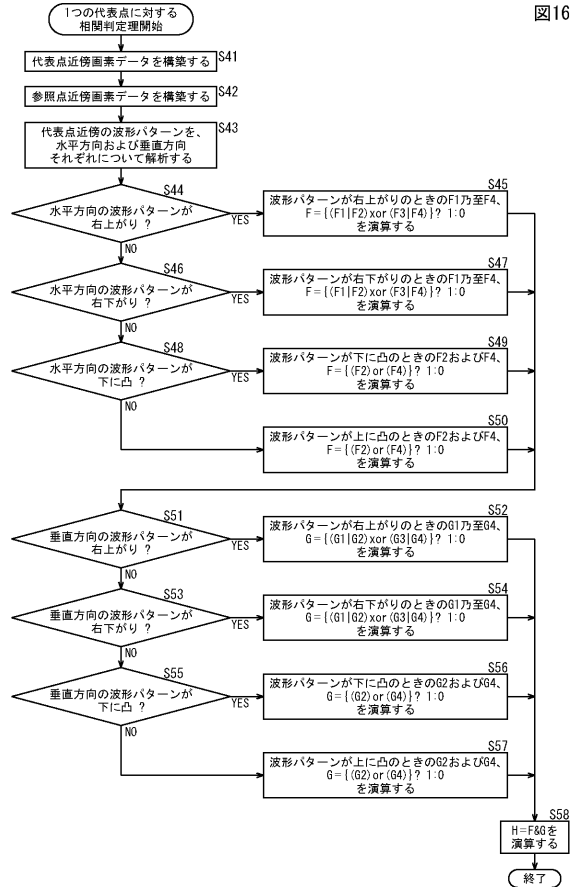 図16
1つの代表点に対する
相関判定理開始
S41
代表点近傍画素データを構築する
S42
参照点近傍画素データを構築する
S43
代表点近傍の波形パターンを、
水平方向および垂直方向
それぞれについて解析する
S44
水平方向の波形パターンが
右上がり ?
YES
NO
S45
波形パターンが右上がりのときのF1乃至F4、
F={(F1|F2)xor(F3|F4)}? 1:0
を演算する
S46
水平方向の波形パターンが
右下がり ?
YES
NO
S47
波形パターンが右下がりのときのF1乃至F4、
F={(F1|F2)xor(F3|F4)}? 1:0
を演算する
S48
水平方向の波形パターンが
下に凸 ?
YES
NO
S49
波形パターンが下に凸のときのF2およびF4、
F={(F2)or(F4)}? 1:0
を演算する
S50
波形パターンが上に凸のときのF2およびF4、
F={(F2)or(F4)}? 1:0
を演算する
S51
垂直方向の波形パターンが
右上がり ?
YES
NO
S52
波形パターンが右上がりのときのG1乃至G4、
G={(G1|G2)xor(G3|G4)}? 1:0
を演算する
S53
垂直方向の波形パターンが
右下がり ?
YES
NO
S54
波形パターンが右下がりのときのG1乃至G4、
G={(G1|G2)xor(G3|G4)}? 1:0
を演算する
S55
垂直方向の波形パターンが
下に凸 ?
YES
NO
S56
波形パターンが下に凸のときのG2およびG4、
G={(G2)or(G4)}? 1:0
を演算する
S57
波形パターンが上に凸のときのG2およびG4、
G={(G2)or(G4)}? 1:0
を演算する
S58
H=F&Gを
演算する
終了